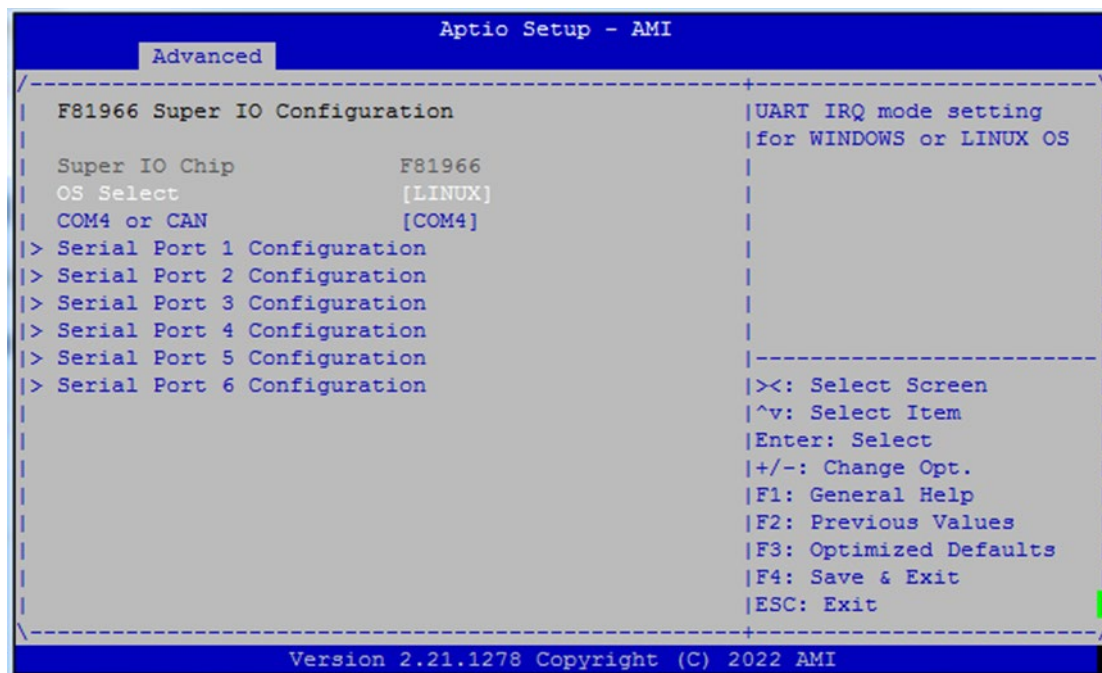 Aptio Setup - AMI
Advanced
F81966 Super IO Configuration
Super IO Chip F81966
OS Select [LINUX]
COM4 or CAN [COM4]
> Serial Port 1 Configuration
> Serial Port 2 Configuration
> Serial Port 3 Configuration
> Serial Port 4 Configuration
> Serial Port 5 Configuration
> Serial Port 6 Configuration
UART IRQ mode setting
for WINDOWS or LINUX OS
><: Select Screen
^v: Select Item
Enter: Select
+/-: Change Opt.
F1: General Help
F2: Previous Values
F3: Optimized Defaults
F4: Save & Exit
ESC: Exit
Version 2.21.1278 Copyright (C) 2022 AMI